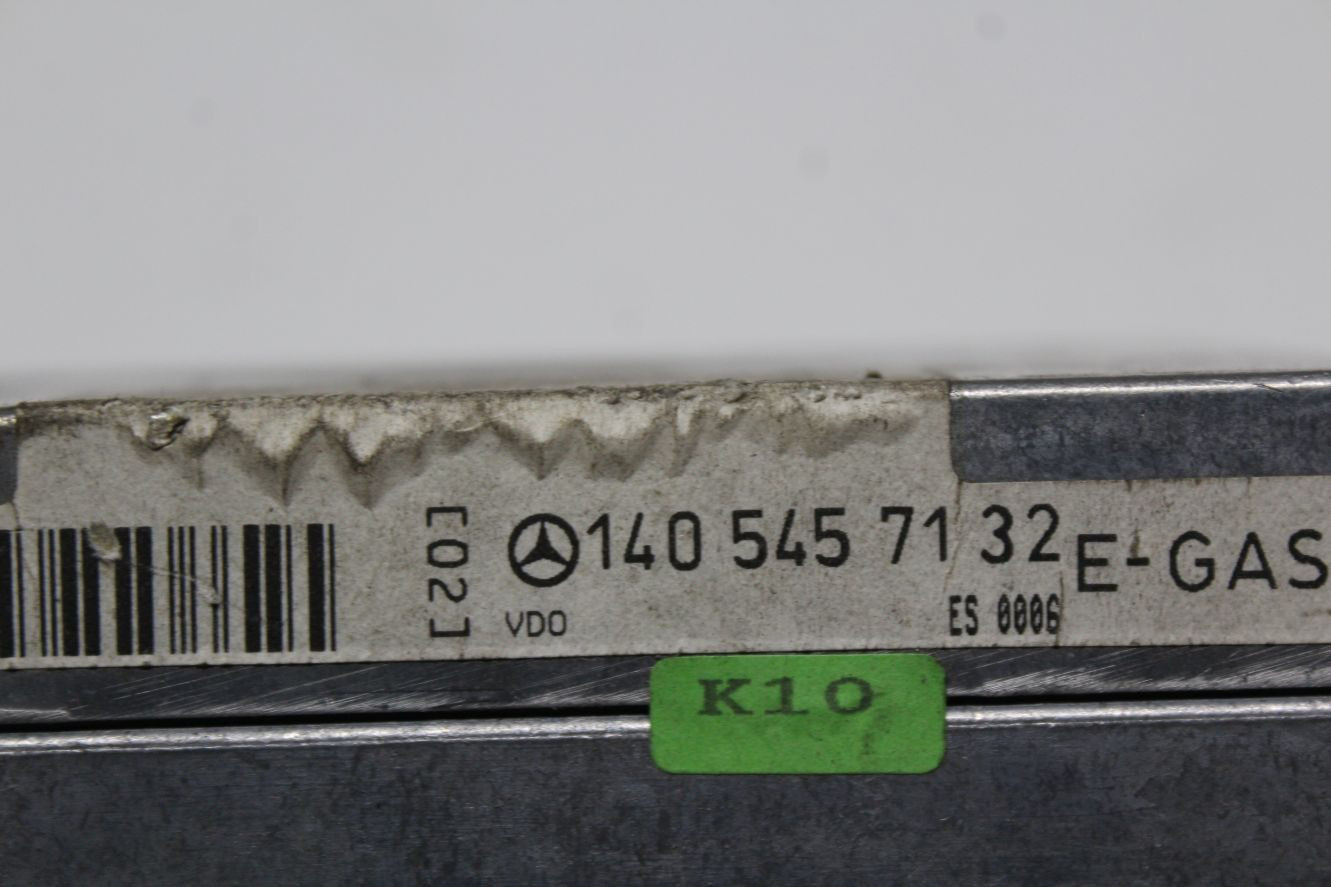 [02]
140 545 71 32 E-GAS
VDO ES 0006
K10